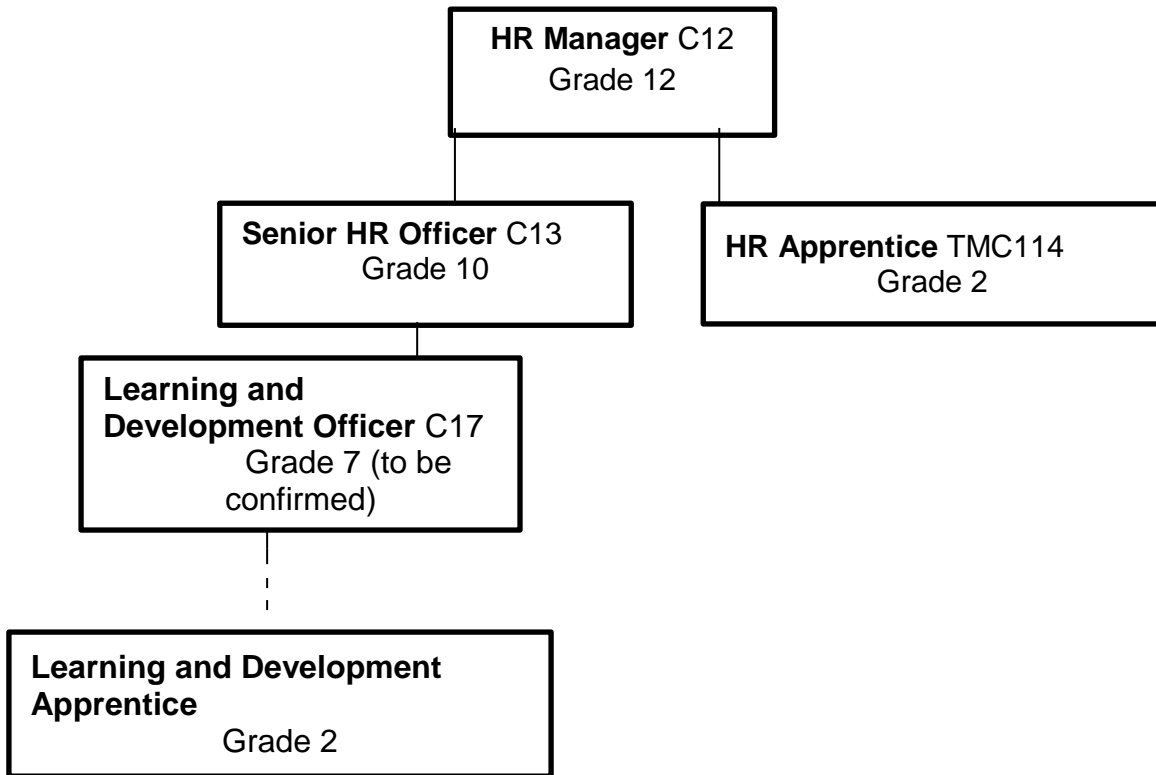 HR Manager C12
Grade 12
Senior HR Officer C13
Grade 10
HR Apprentice TMC114
Grade 2
Learning and
Development Officer C17
Grade 7 (to be
confirmed)
Learning and Development
Apprentice
Grade 2